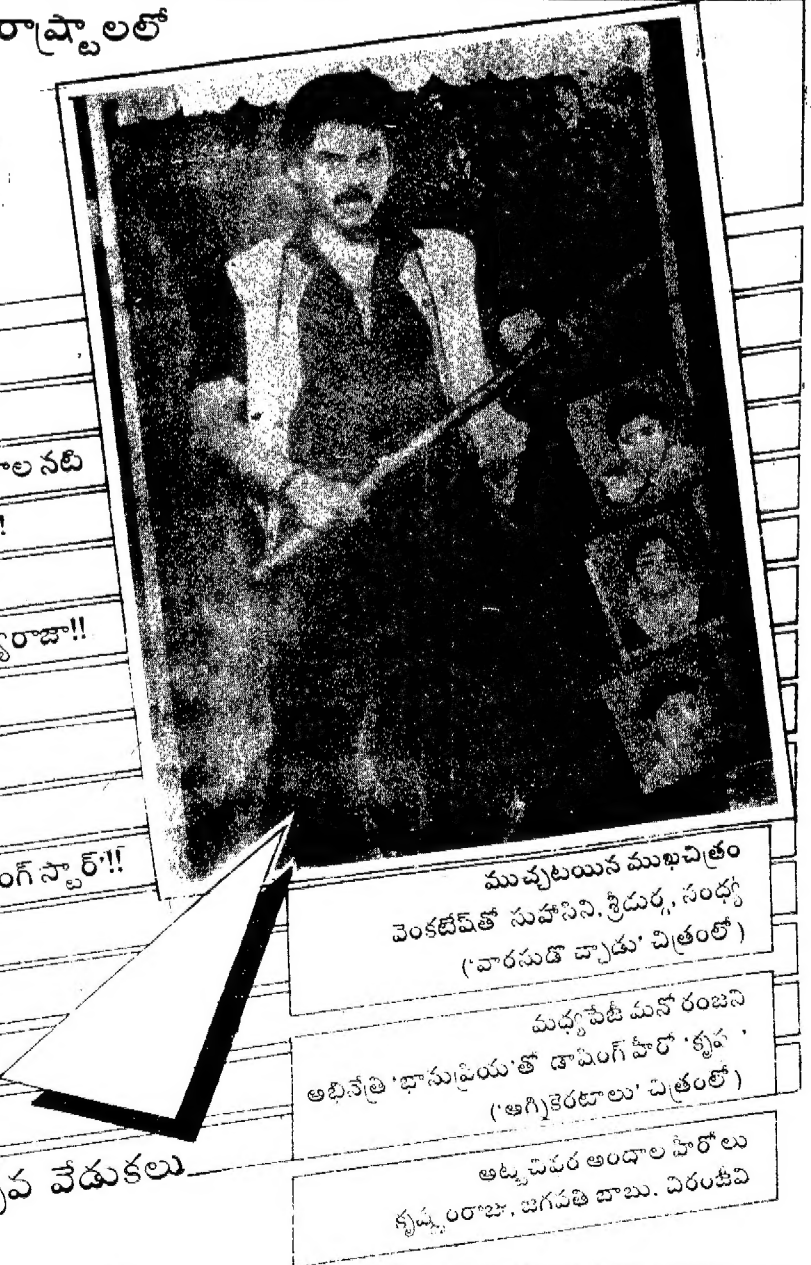 రాష్ట్రాలలో
నటి
!
రాజా!!
స్టార్'!!
ముచ్చటయిన ముఖచిత్రం
వెంకటేష్‌తో సుహాసిని, శ్రీదుర్గ, సంధ్య
('వారసుడొ చ్చాడు' చిత్రంలో)
మధ్యపేజీ మనో రంజని
అభినేత్రి 'భానుప్రియ'తో డాషింగ్ హీరో 'కృష్ణ'
('అగ్నికెరటాలు' చిత్రంలో)
అట్టచివర అందాల హీరోలు
కృష్ణంరాజు, జగపతి బాబు, చిరంజీవి
వేడుకలు